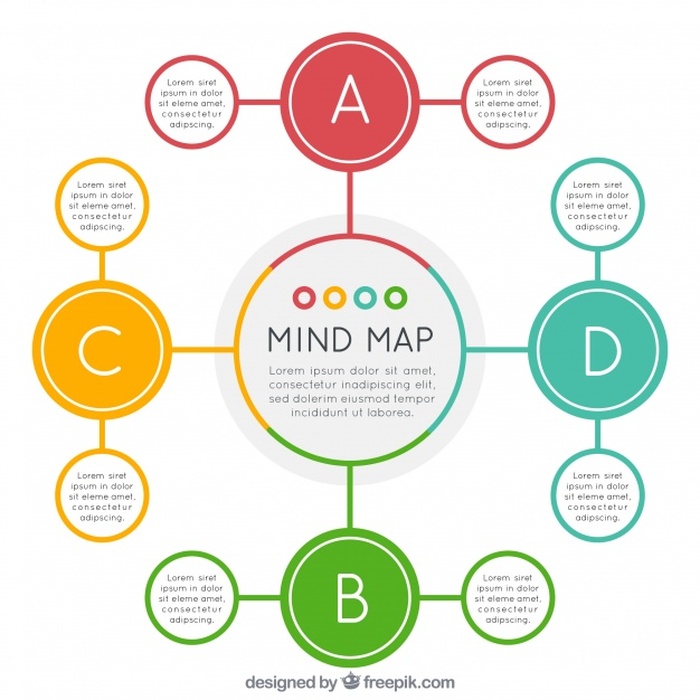 A
Lorem siret
ipsum in dolor
sit eleme amet,
consectetur
adipscing.
Lorem siret
ipsum in dolor
sit eleme amet,
consectetur
adipscing.
Lorem siret
ipsum in dolor
sit eleme amet,
consectetur
adipscing.
Lorem siret
ipsum in dolor
sit eleme amet,
consectetur
adipscing.
C
MIND MAP
Lorem ipsum dolor sit amet,
consectetur inadipiscing elit,
sed dolorim eiusmod tempor
incididunt ut laborea.
D
Lorem siret
ipsum in dolor
sit eleme amet,
consectetur
adipscing.
Lorem siret
ipsum in dolor
sit eleme amet,
consectetur
adipscing.
Lorem siret
ipsum in dolor
sit eleme amet,
consectetur
adipscing.
B
Lorem siret
ipsum in dolor
sit eleme amet,
consectetur
adipscing.
designed by freepik.com